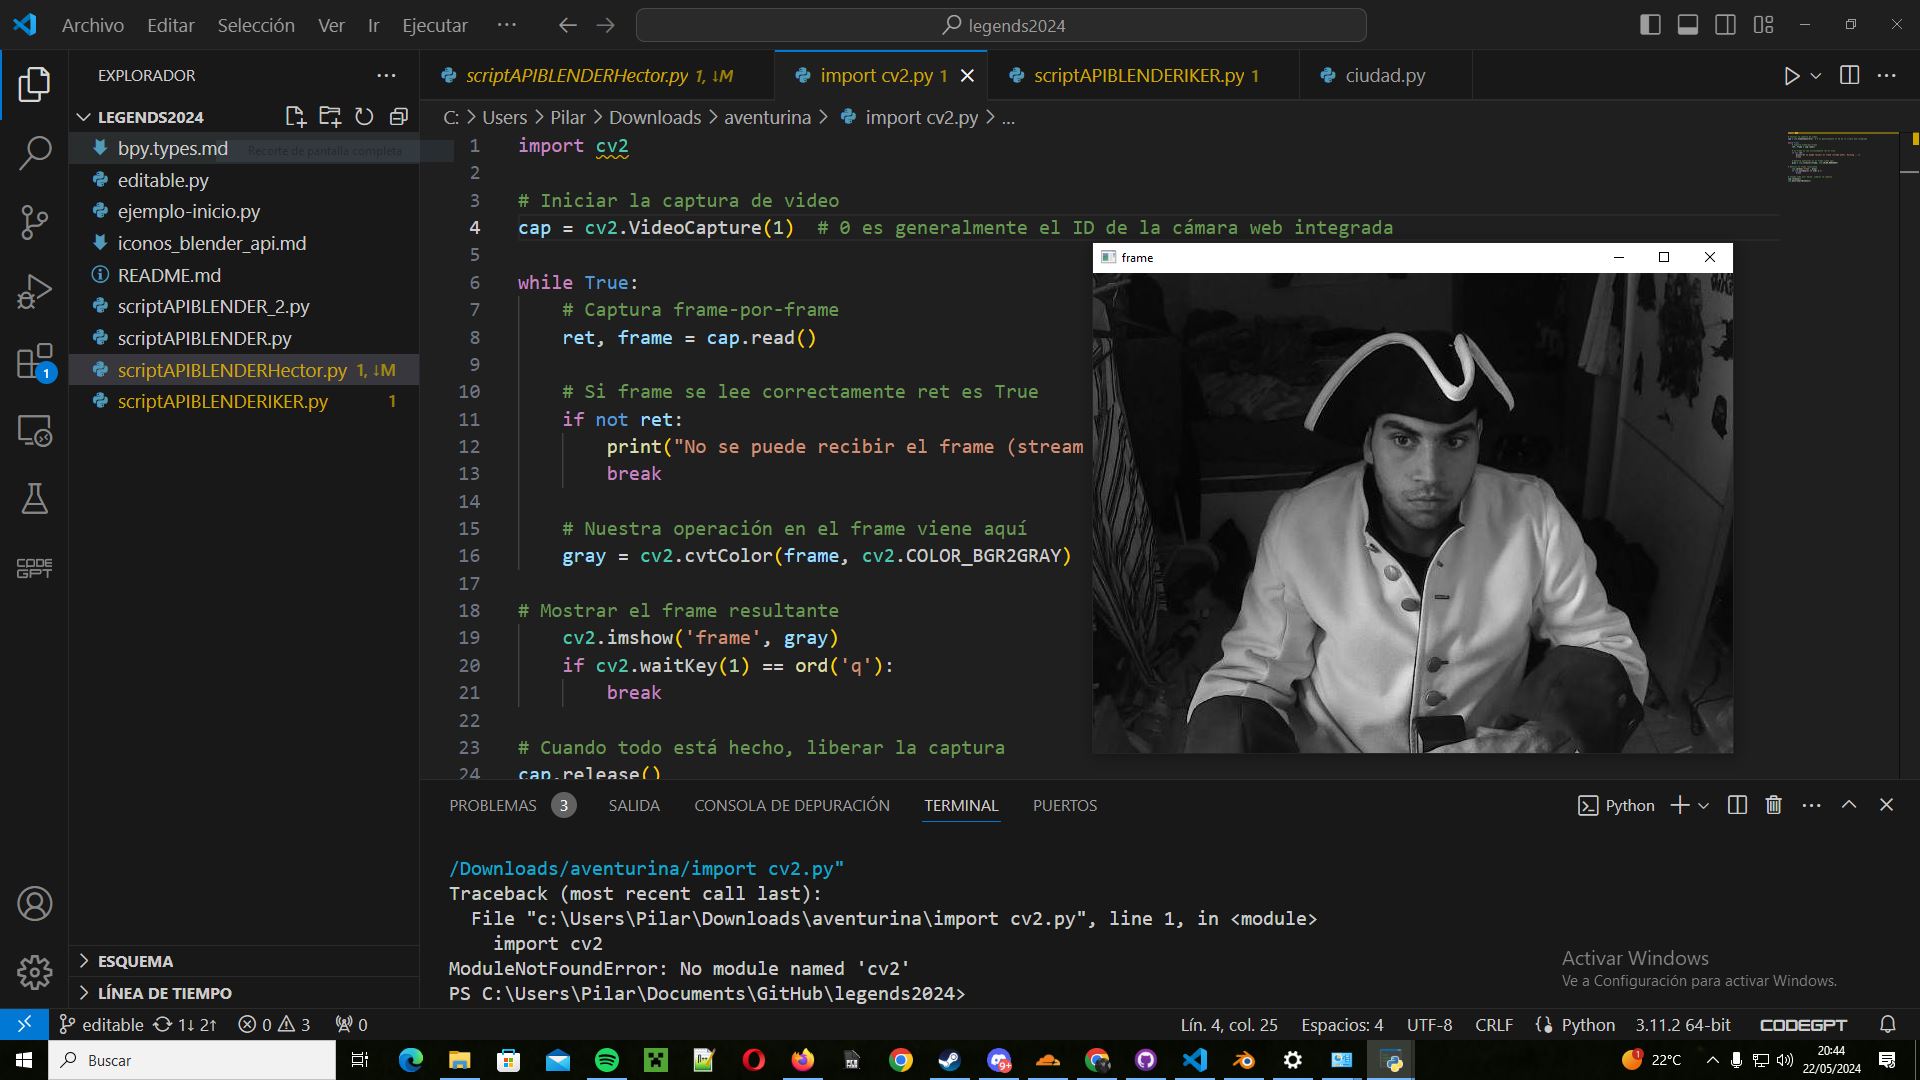 Archivo Editar Selección Ver Ir Ejecutar ··· legends2024
EXPLORADOR
LEGENDS2024
bpy.types.md Recorte de pantalla completa
editable.py
ejemplo-inicio.py
iconos_blender_api.md
README.md
scriptAPIBLENDER_2.py
scriptAPIBLENDER.py
scriptAPIBLENDERHector.py 1, ↓M
scriptAPIBLENDERIKER.py 1
ESQUEMA
LÍNEA DE TIEMPO
1
CODE GPT
scriptAPIBLENDERHector.py 1, ↓M import cv2.py 1 scriptAPIBLENDERIKER.py 1 ciudad.py
C: > Users > Pilar > Downloads > aventurina > import cv2.py > ...
1 import cv2
2
3 # Iniciar la captura de video
4 cap = cv2.VideoCapture(1) # 0 es generalmente el ID de la cámara web integrada
5
6 while True:
7 # Captura frame-por-frame
8 ret, frame = cap.read()
9
10 # Si frame se lee correctamente ret es True
11 if not ret:
12 print("No se puede recibir el frame (stream
13 break
14
15 # Nuestra operación en el frame viene aquí
16 gray = cv2.cvtColor(frame, cv2.COLOR_BGR2GRAY)
17
18 # Mostrar el frame resultante
19 cv2.imshow('frame', gray)
20 if cv2.waitKey(1) == ord('q'):
21 break
22
23 # Cuando todo está hecho, liberar la captura
24 cap.release()
frame
PROBLEMAS 3 SALIDA CONSOLA DE DEPURACIÓN TERMINAL PUERTOS Python
/Downloads/aventurina/import cv2.py"
Traceback (most recent call last):
File "c:\Users\Pilar\Downloads\aventurina\import cv2.py", line 1, in <module>
import cv2
ModuleNotFoundError: No module named 'cv2'
PS C:\Users\Pilar\Documents\GitHub\legends2024>
Activar Windows
Ve a Configuración para activar Windows.
editable 1↓ 2↑ 0 3 0 Lín. 4, col. 25 Espacios: 4 UTF-8 CRLF Python 3.11.2 64-bit CODEGPT
Buscar 9+ 1 22°C 20:44
22/05/2024